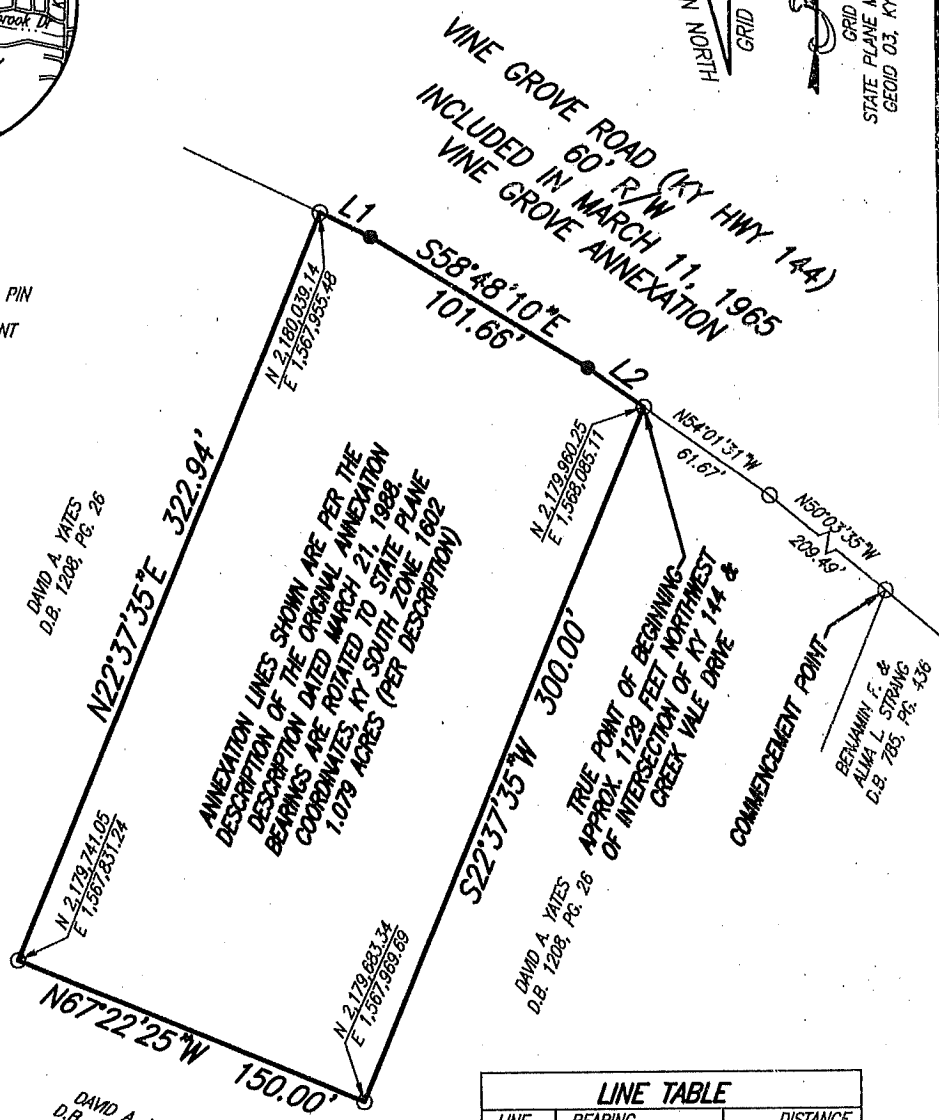 brook Dr
N NORTH
GRID
GRID
STATE PLANE
GEOID 03, KY
VINE GROVE ROAD (KY HWY 144)
60' R/W
INCLUDED IN MARCH 11, 1965
VINE GROVE ANNEXATION
PIN
NT
L1
S58°48'10"E
101.66'
L2
N 2,180,039.14
E 1,567,955.48
N 2,179,960.25
E 1,568,085.11
N54°01'31"W
61.67'
N50°03'35"W
209.49'
DAVID A. YATES
D.B. 1208, PG. 26
N22°37'35"E 322.94'
ANNEXATION LINES SHOWN ARE PER THE
DESCRIPTION OF THE ORIGINAL ANNEXATION
DESCRIPTION DATED MARCH 21, 1988.
BEARINGS ARE ROTATED TO STATE PLANE
COORDINATES, KY SOUTH ZONE 1602
1.079 ACRES (PER DESCRIPTION)
S22°37'35"W 300.00'
TRUE POINT OF BEGINNING
APPROX. 1129 FEET NORTHWEST
OF INTERSECTION OF KY 144 &
CREEK VALE DRIVE
COMMENCEMENT POINT
BENJAMIN F. &
ALMA L. STRANG
D.B. 785, PG. 436
N 2,179,741.05
E 1,567,831.24
N 2,179,683.34
E 1,567,969.69
DAVID A. YATES
D.B. 1208, PG. 26
N67°22'25"W 150.00'
DAVID A.
D.B.
LINE TABLE
LINE BEARING DISTANCE